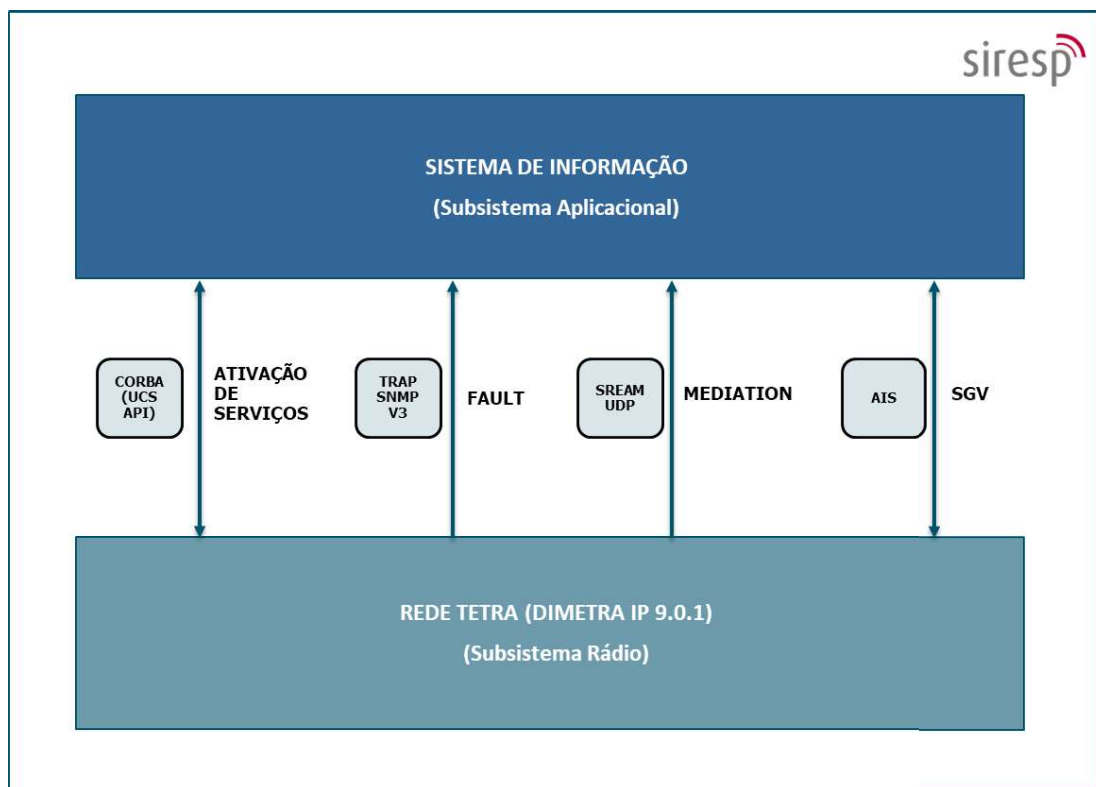 siresp
SISTEMA DE INFORMAÇÃO
(Subsistema Aplicacional)
CORBA
(UCS
API)
ATIVAÇÃO
DE
SERVIÇOS
TRAP
SNMP
V3
FAULT
SREAM
UDP
MEDIATION
AIS
SGV
REDE TETRA (DIMETRA IP 9.0.1)
(Subsistema Rádio)